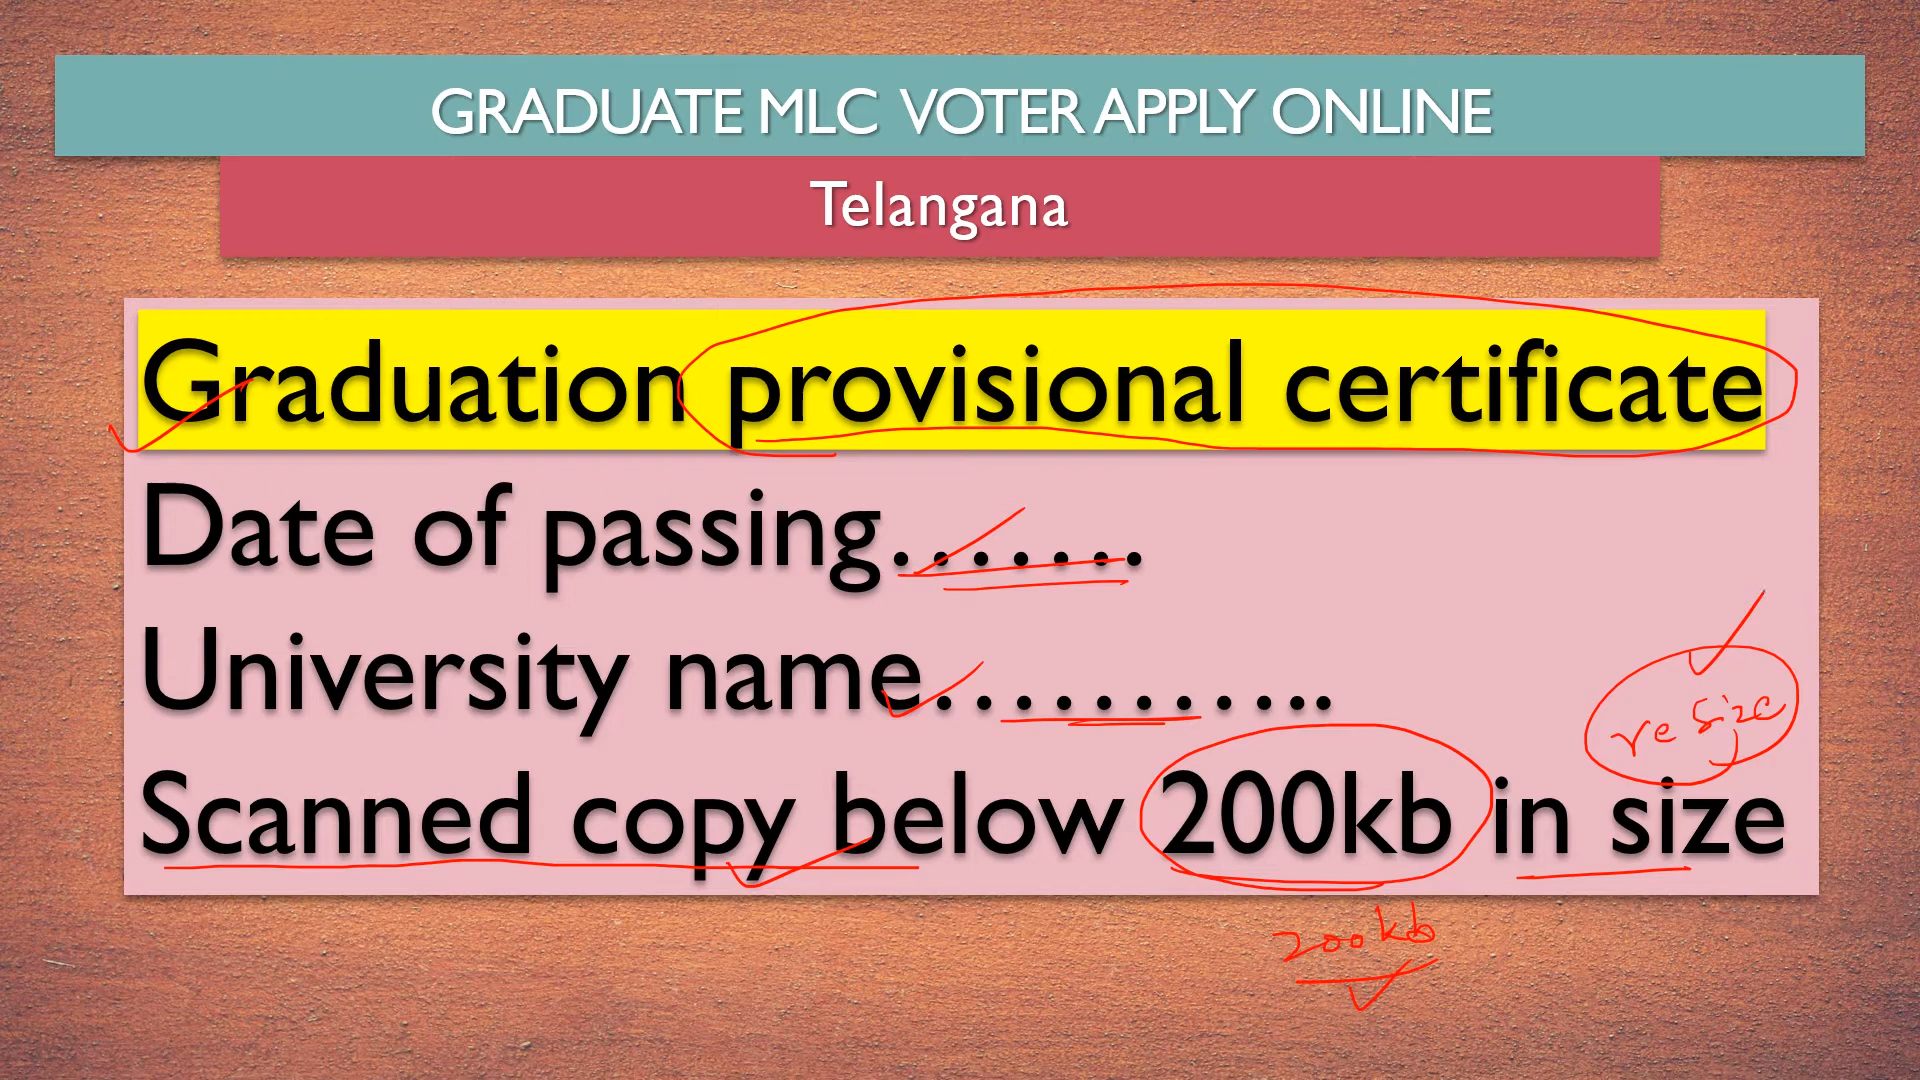 GRADUATE MLC VOTER APPLY ONLINE
Telangana
Graduation provisional certificate
Date of passing.......
University name………..
re size
Scanned copy below 200kb in size
200kb